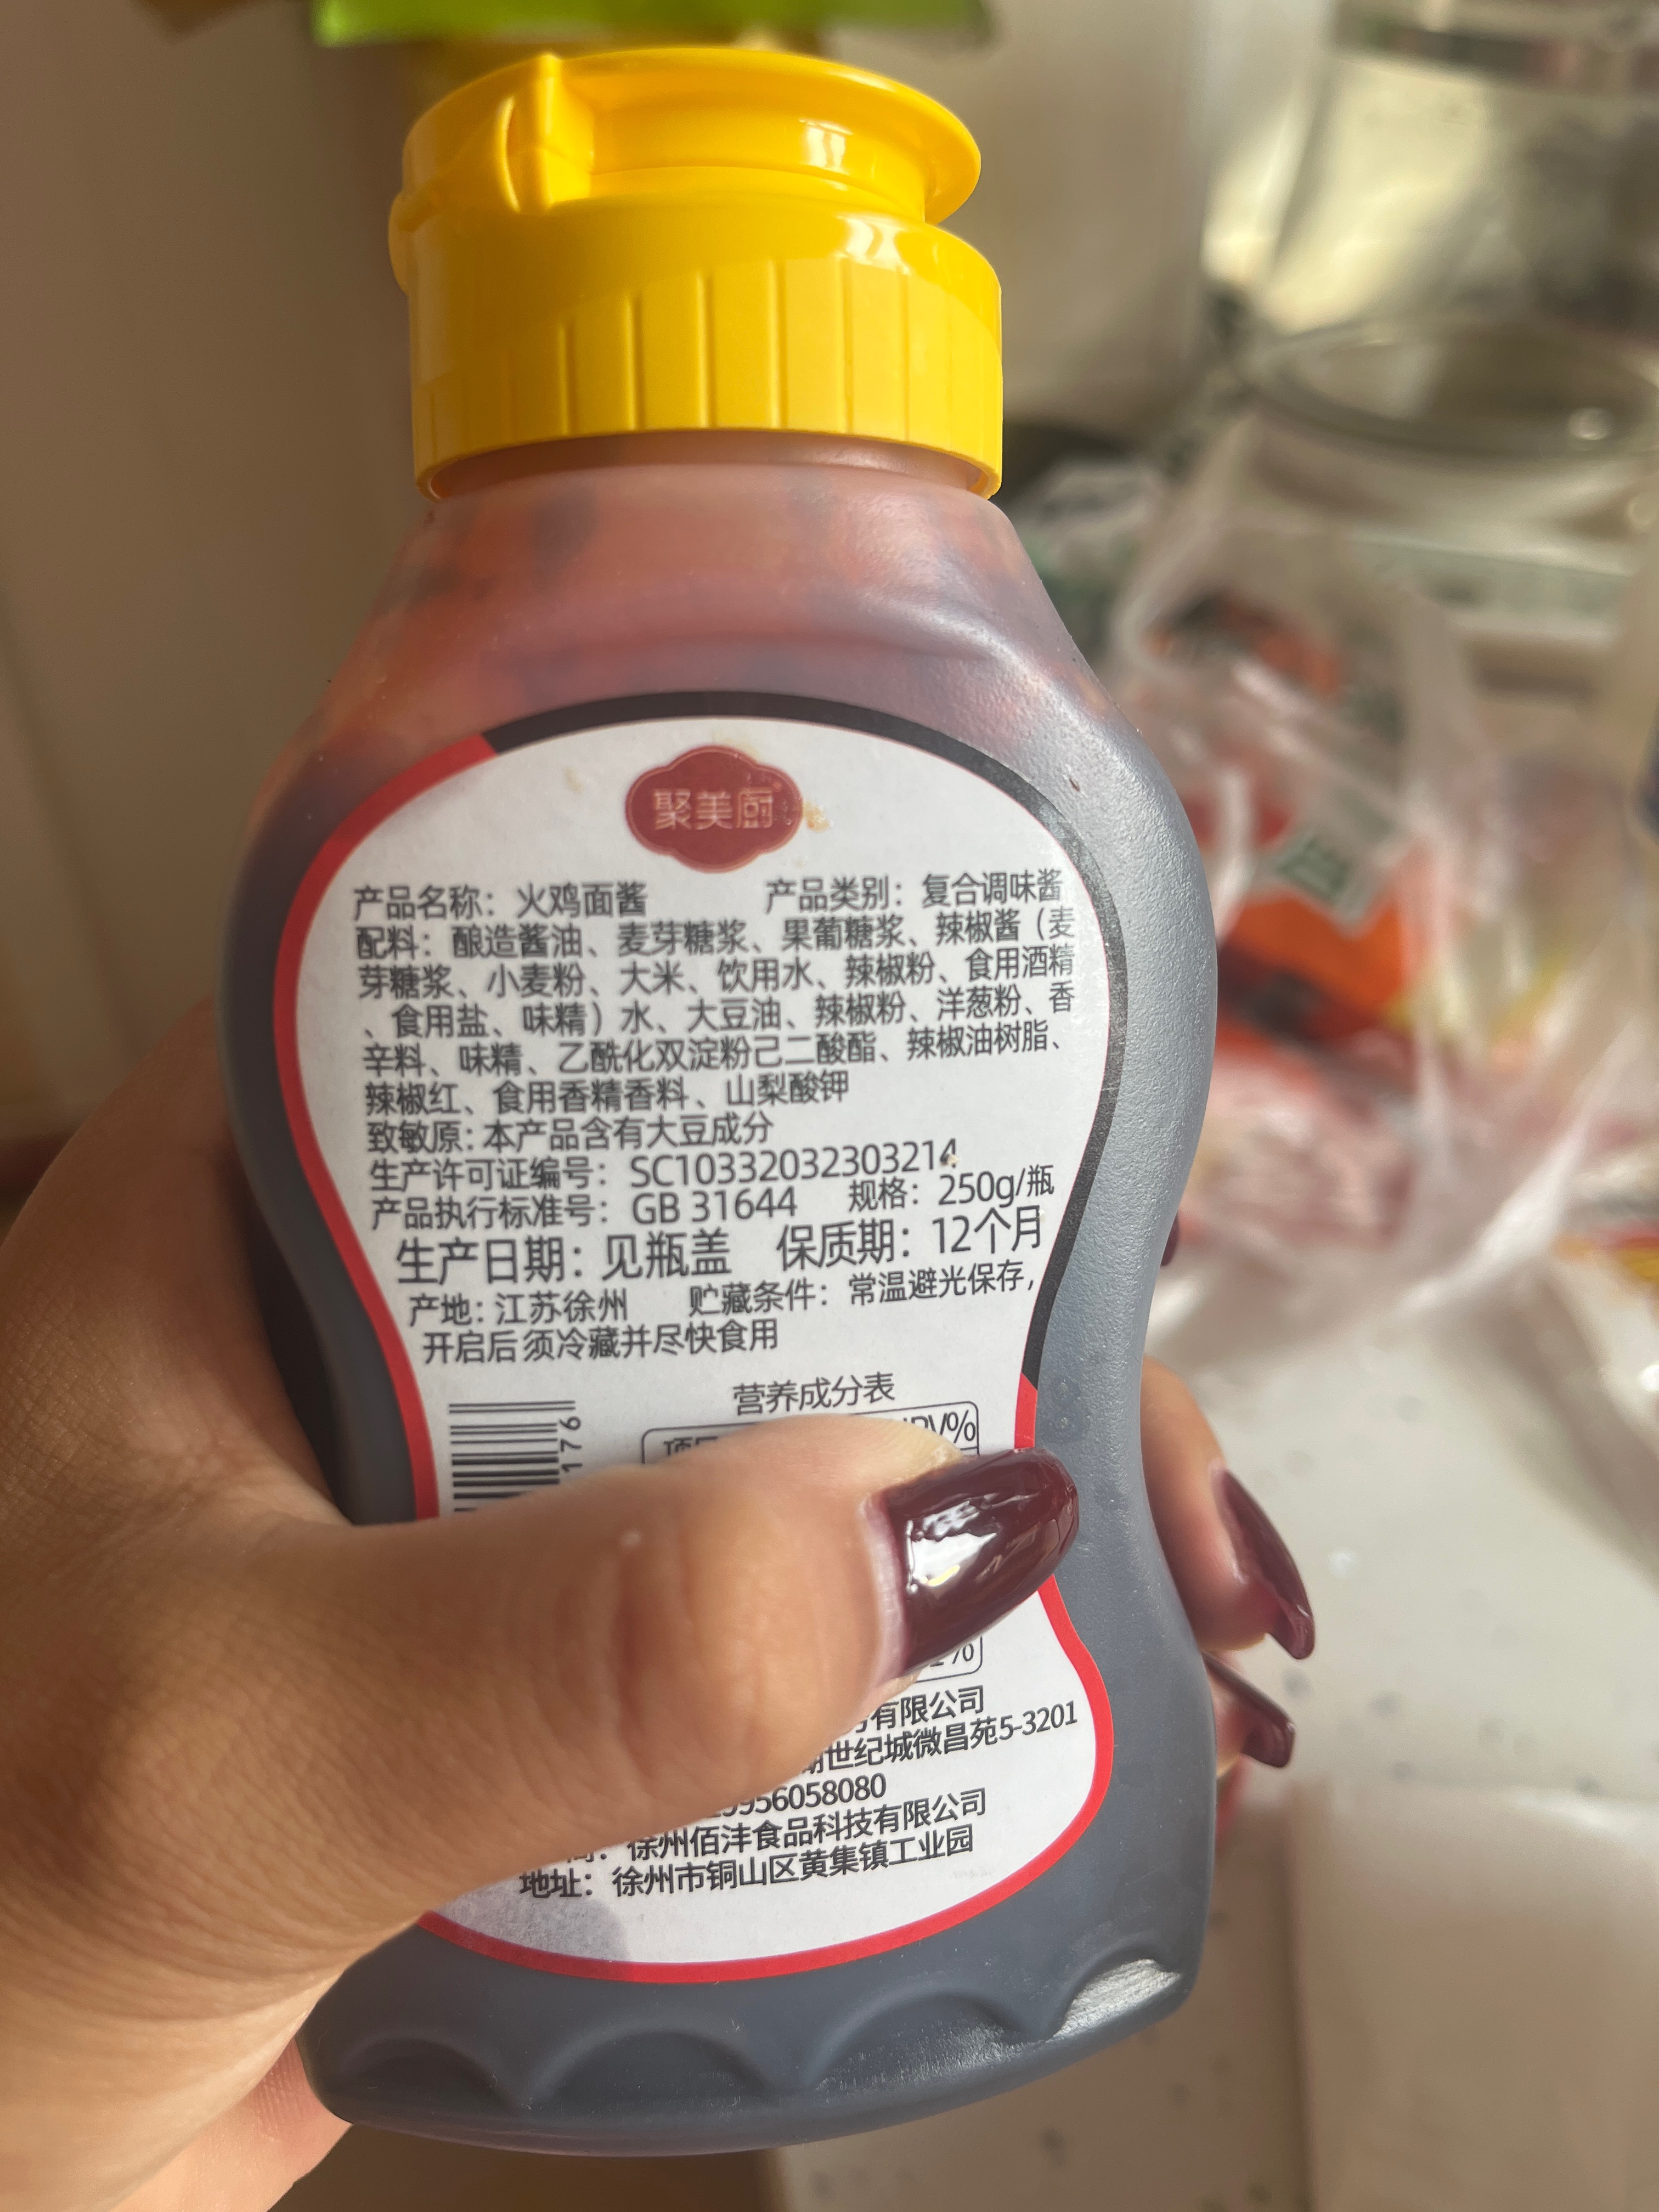 聚美厨
产品名称：火鸡面酱 产品类别：复合调味酱
配料：酿造酱油、麦芽糖浆、果葡糖浆、辣椒酱（麦
芽糖浆、小麦粉、大米、饮用水、辣椒粉、食用酒精
、食用盐、味精）水、大豆油、辣椒粉、洋葱粉、香
辛料、味精、乙酰化双淀粉己二酸酯、辣椒油树脂、
辣椒红、食用香精香料、山梨酸钾
致敏原：本产品含有大豆成分
生产许可证编号：SC10332032303214
产品执行标准号：GB 31644 规格：250g/瓶
生产日期：见瓶盖 保质期：12个月
产地：江苏徐州 贮藏条件：常温避光保存，
开启后须冷藏并尽快食用
营养成分表
NRV%
176
有限公司
世纪城微昌苑5-3201
956058080
徐州佰沣食品科技有限公司
地址：徐州市铜山区黄集镇工业园